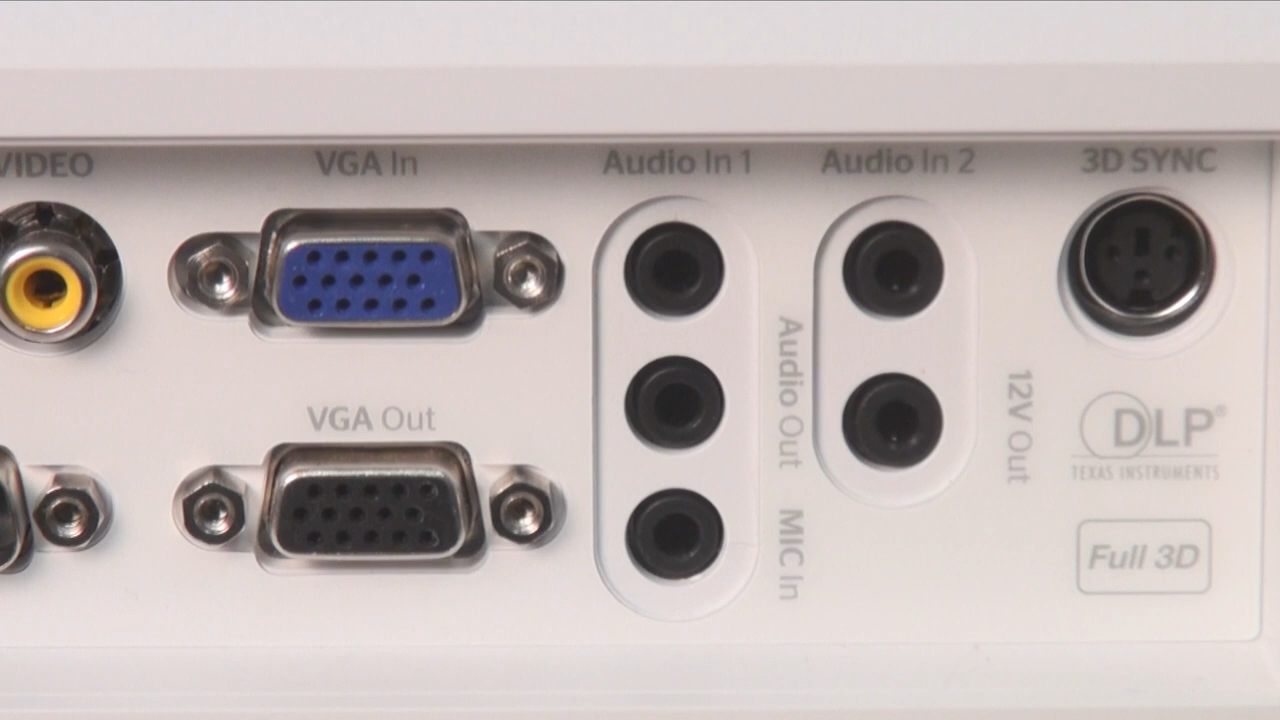 VIDEO
VGA In
Audio In 1
Audio In 2
3D SYNC
Audio Out
12V Out
VGA Out
DLP®
TEXAS INSTRUMENTS
MIC In
Full 3D